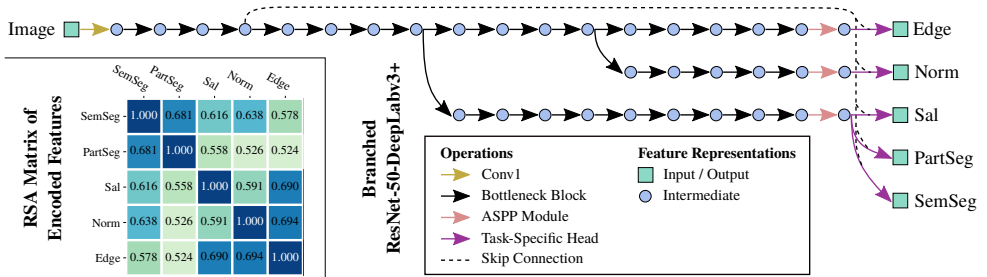 Image
Edge
Norm
Sal
PartSeg
SemSeg
RSA Matrix of
Encoded Features
SemSeg PartSeg Sal Norm Edge
SemSeg 1.000 0.681 0.616 0.638 0.578
PartSeg 0.681 1.000 0.558 0.526 0.524
Sal 0.616 0.558 1.000 0.591 0.690
Norm 0.638 0.526 0.591 1.000 0.694
Edge 0.578 0.524 0.690 0.694 1.000
Branched
ResNet-50-DeepLabv3+
Operations
Conv1
Bottleneck Block
ASPP Module
Task-Specific Head
Skip Connection
Feature Representations
Input / Output
Intermediate